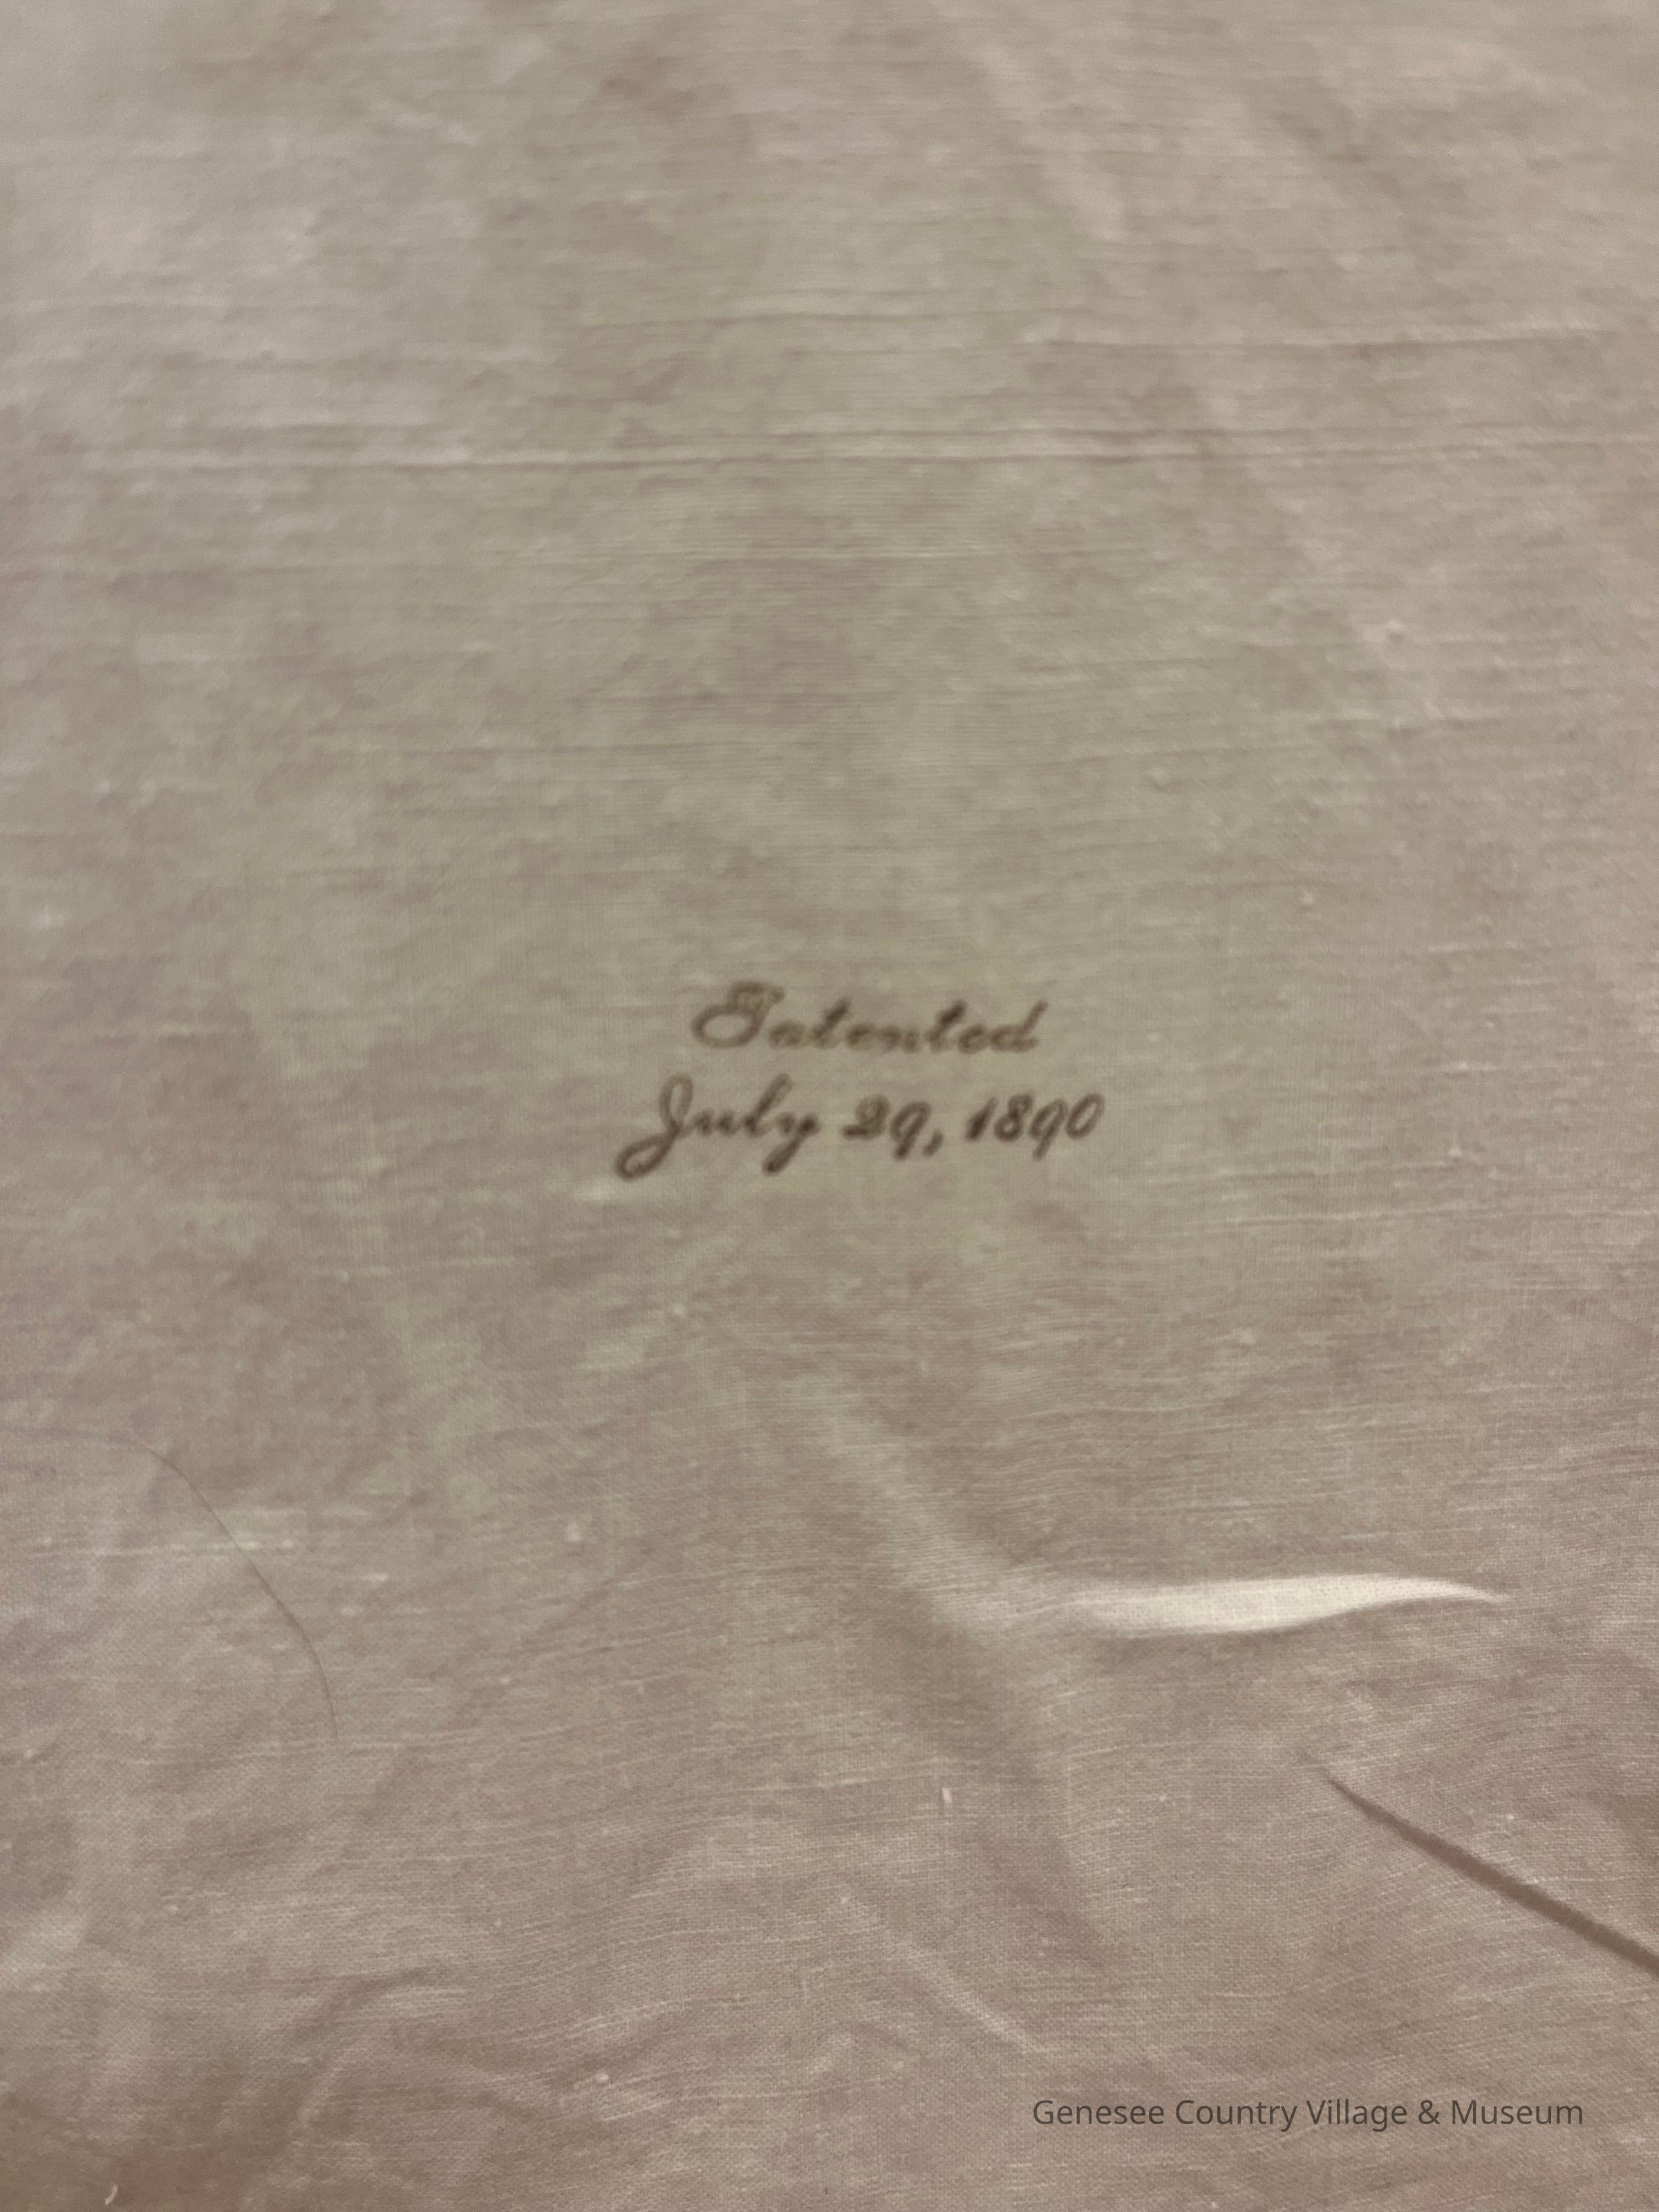 Patented
July 29, 1890
Genesee Country Village & Museum